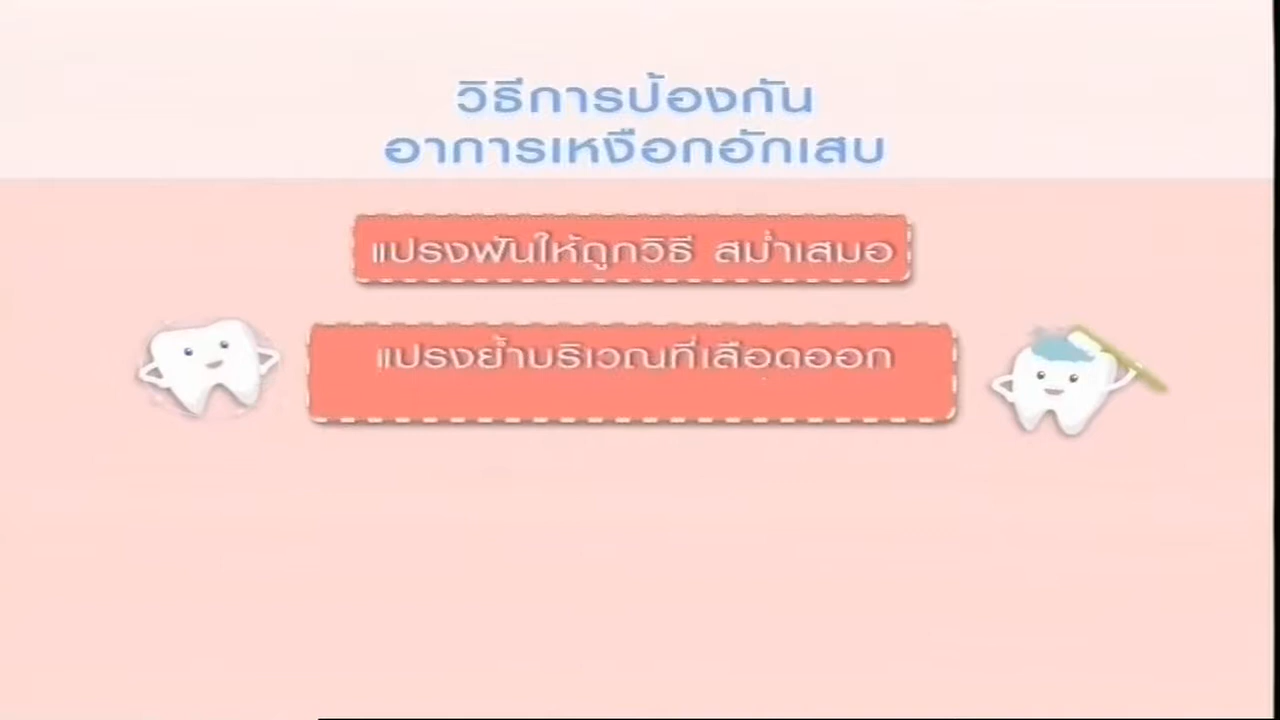 วิธีการป้องกัน
อาการเหงือกอักเสบ
แปรงฟันให้ถูกวิธี สม่ำเสมอ
แปรงย้ำบริเวณที่เลือดออก